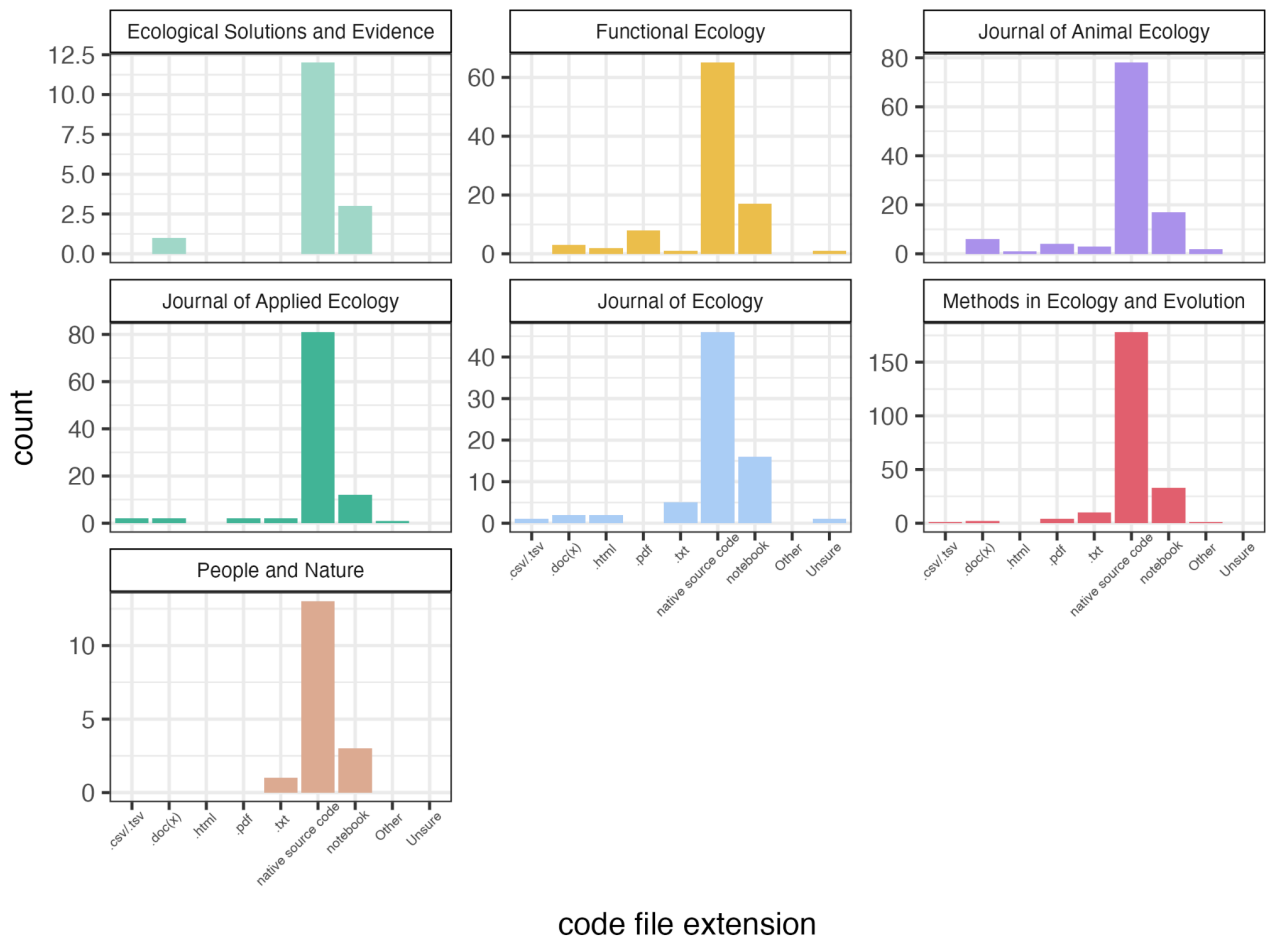 Ecological Solutions and Evidence
Functional Ecology
Journal of Animal Ecology
12.5
10.0
7.5
5.0
2.5
0.0
60
40
20
0
80
60
40
20
0
Journal of Applied Ecology
Journal of Ecology
Methods in Ecology and Evolution
80
60
40
20
0
40
30
20
10
0
150
100
50
0
count
.csv/.tsv
.doc(x)
.html
.pdf
.txt
native source code
notebook
Other
Unsure
.csv/.tsv
.doc(x)
.html
.pdf
.txt
native source code
notebook
Other
Unsure
People and Nature
10
5
0
.csv/.tsv
.doc(x)
.html
.pdf
.txt
native source code
notebook
Other
Unsure
code file extension